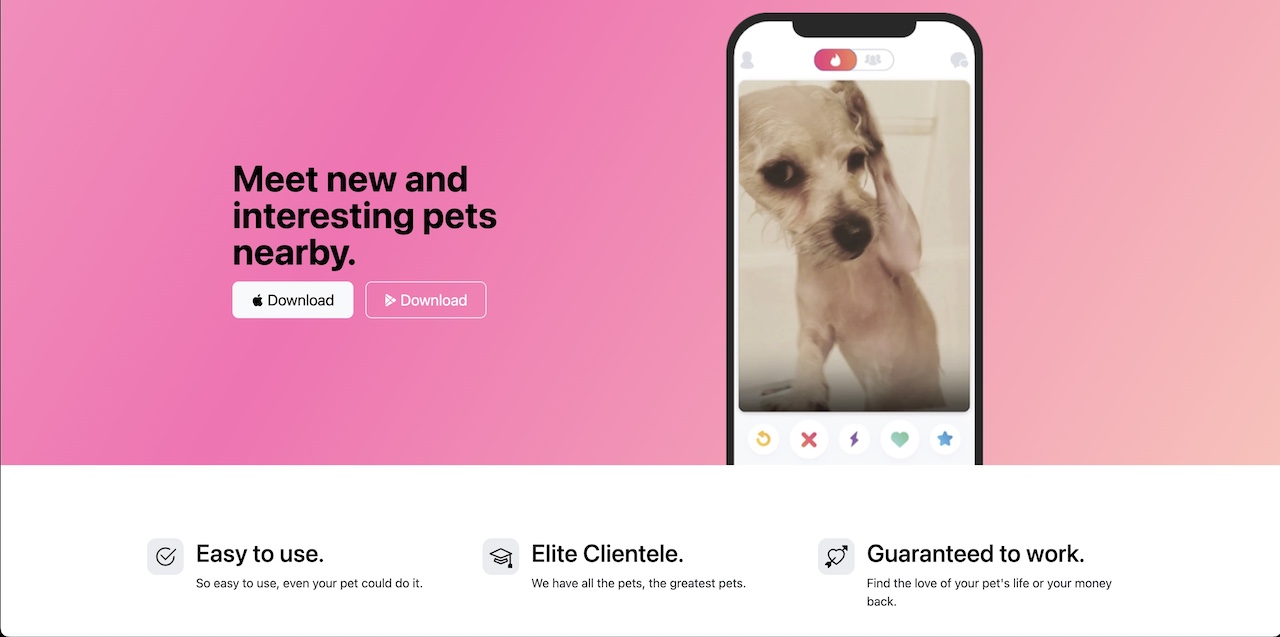 Meet new and
interesting pets
nearby.
Download
Download
Easy to use.
So easy to use, even your pet could do it.
Elite Clientele.
We have all the pets, the greatest pets.
Guaranteed to work.
Find the love of your pet's life or your money
back.